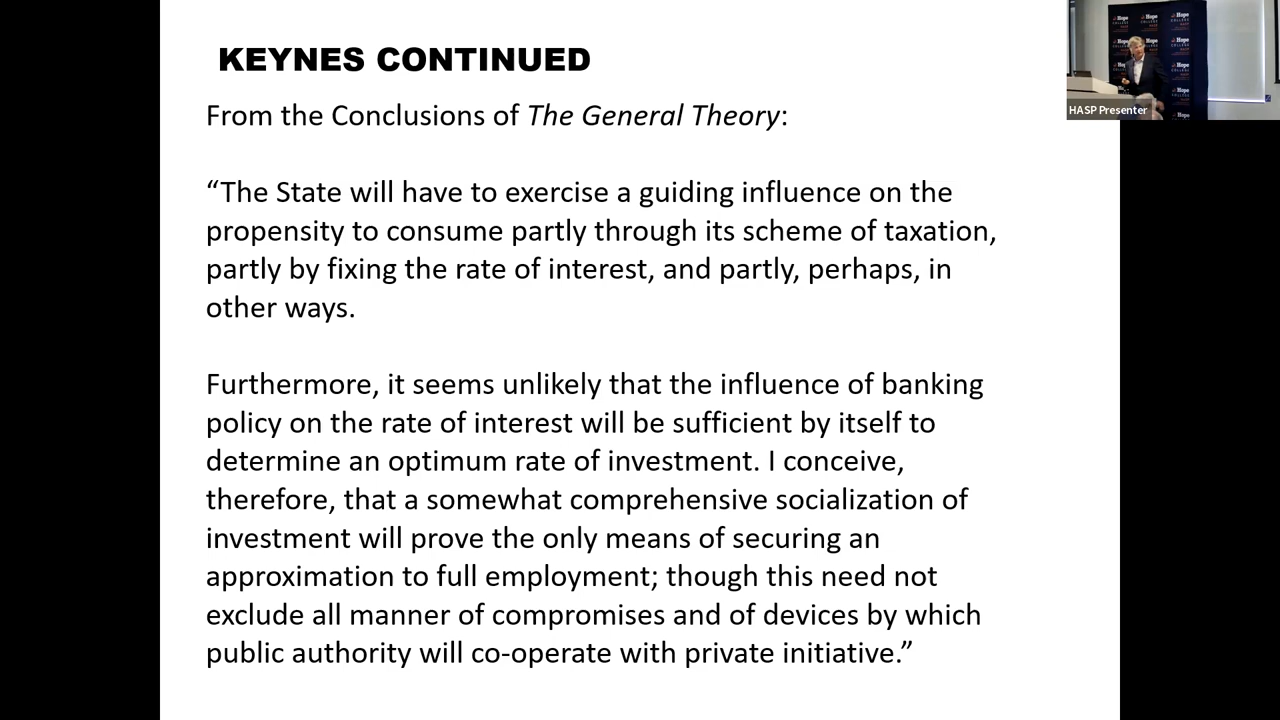 KEYNES CONTINUED
From the Conclusions of The General Theory:
“The State will have to exercise a guiding influence on the
propensity to consume partly through its scheme of taxation,
partly by fixing the rate of interest, and partly, perhaps, in
other ways.
Furthermore, it seems unlikely that the influence of banking
policy on the rate of interest will be sufficient by itself to
determine an optimum rate of investment. I conceive,
therefore, that a somewhat comprehensive socialization of
investment will prove the only means of securing an
approximation to full employment; though this need not
exclude all manner of compromises and of devices by which
public authority will co-operate with private initiative.”
Hope
COLLEGE
HASP Presenter